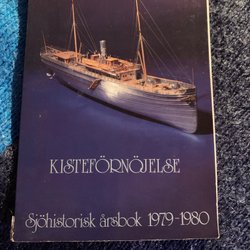 KISTEFÖRNÖJELSE
Sjöhistorisk årsbok 1979-1980